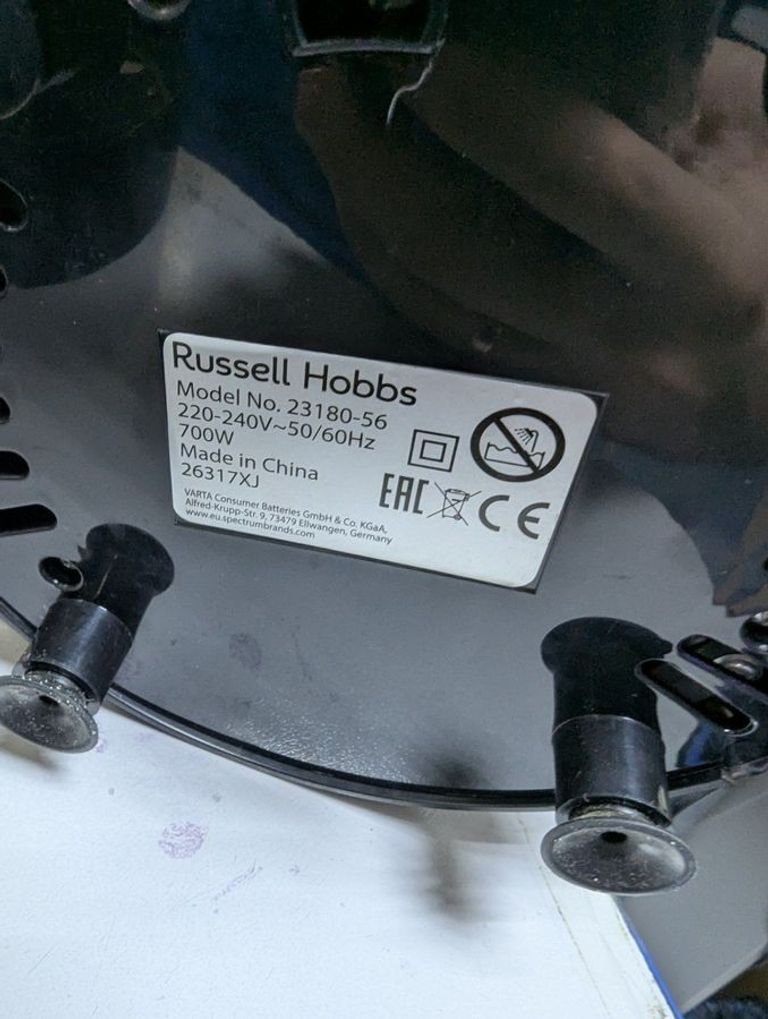 Russell Hobbs
Model No. 23180-56
220-240V~50/60Hz
700W
Made in China
26317XJ
VARTA Consumer Batteries GmbH & Co. KGaA,
Alfred-Krupp-Str. 9, 73479 Ellwangen, Germany
www.eu.spectrumbrands.com
EAC CE